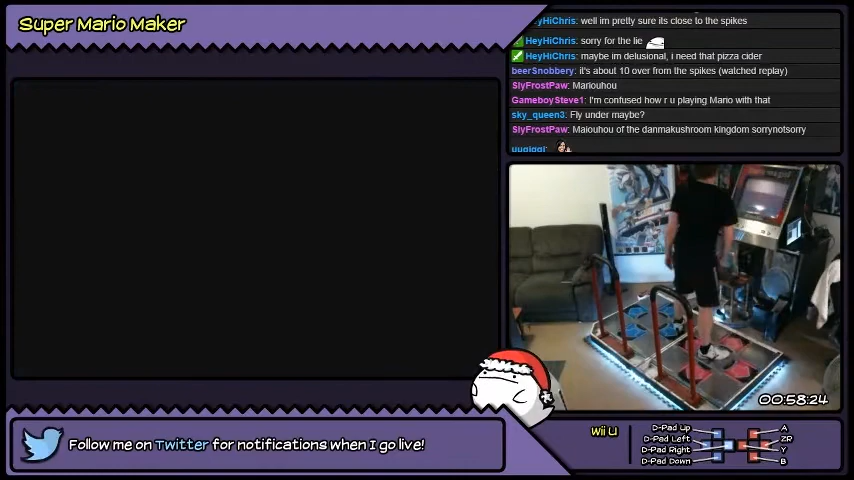 Super Mario Maker
HeyHiChris: well im pretty sure its close to the spikes
HeyHiChris: sorry for the lie
HeyHiChris: maybe im delusional, i need that pizza cider
beerSnobbery: it's about 10 over from the spikes (watched replay)
SlyFrostPaw: Mariouhou
GameboySteve1: I'm confused how r u playing Mario with that
sky_queen3: Fly under maybe?
SlyFrostPaw: Maiouhou of the danmakushroom kingdom sorrynotsorry
00:58:24
Follow me on Twitter for notifications when I go live!
Wii U
D-Pad Up
D-Pad Left
D-Pad Right
D-Pad Down
A
ZR
Y
B